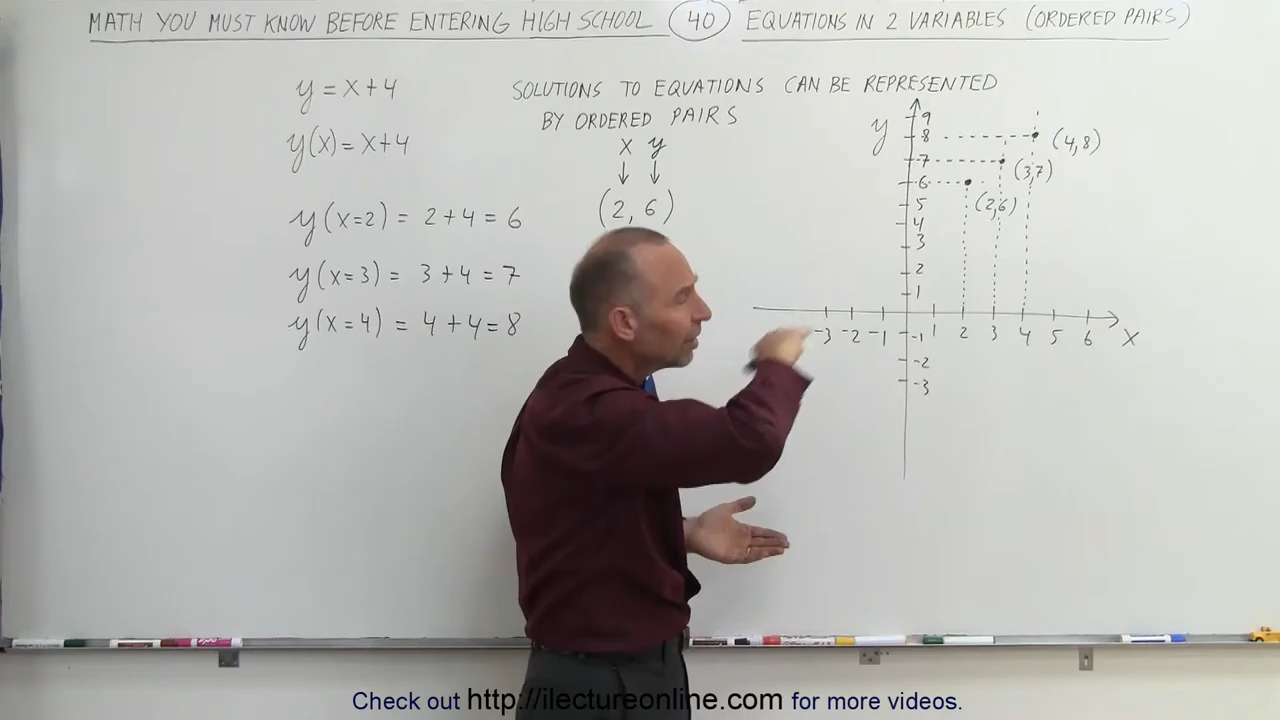 MATH YOU MUST KNOW BEFORE ENTERING HIGH SCHOOL 40 EQUATIONS IN 2 VARIABLES (ORDERED PAIRS)
y = x+4
y(x) = x+4
y(x=2) = 2+4 = 6
y(x=3) = 3+4 = 7
y(x=4) = 4+4=8
SOLUTIONS TO EQUATIONS CAN BE REPRESENTED
BY ORDERED PAIRS
x y
↓ ↓
(2, 6)
y
9
8
(4,8)
7
(3,7)
6
(2,6)
5
4
3
2
1
-3 -2 -1 1 2 3 4 5 6 x
-1
-2
-3
Check out http://ilectureonline.com for more videos.